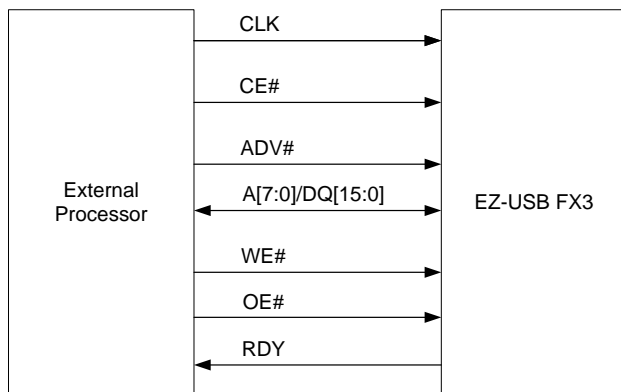 CLK
CE#
ADV#
A[7:0]/DQ[15:0]
External
Processor
EZ-USB FX3
WE#
OE#
RDY